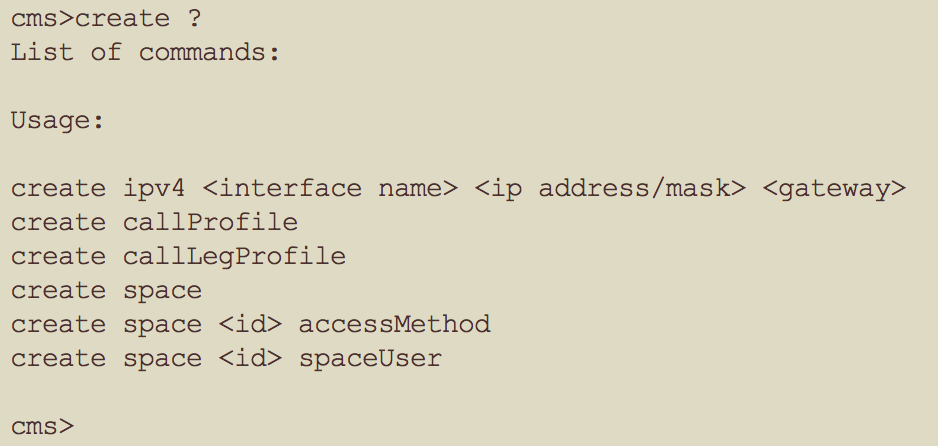 cms>create ?
List of commands:
Usage:
create ipv4 <interface name> <ip address/mask> <gateway>
create callProfile
create callLegProfile
create space
create space <id> accessMethod
create space <id> spaceUser
cms>